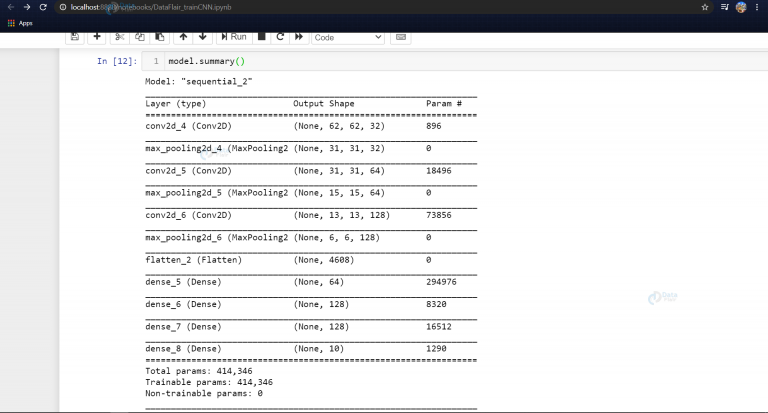 localhost:8888/notebooks/DataFlair_trainCNN.ipynb
Apps
Run
Code
In [12]: 1 model.summary()
Model: "sequential_2"
Layer (type) Output Shape Param #
conv2d_4 (Conv2D) (None, 62, 62, 32) 896
max_pooling2d_4 (MaxPooling2 (None, 31, 31, 32) 0
conv2d_5 (Conv2D) (None, 31, 31, 64) 18496
max_pooling2d_5 (MaxPooling2 (None, 15, 15, 64) 0
conv2d_6 (Conv2D) (None, 13, 13, 128) 73856
max_pooling2d_6 (MaxPooling2 (None, 6, 6, 128) 0
flatten_2 (Flatten) (None, 4608) 0
dense_5 (Dense) (None, 64) 294976
dense_6 (Dense) (None, 128) 8320
dense_7 (Dense) (None, 128) 16512
dense_8 (Dense) (None, 10) 1290
Total params: 414,346
Trainable params: 414,346
Non-trainable params: 0
Data